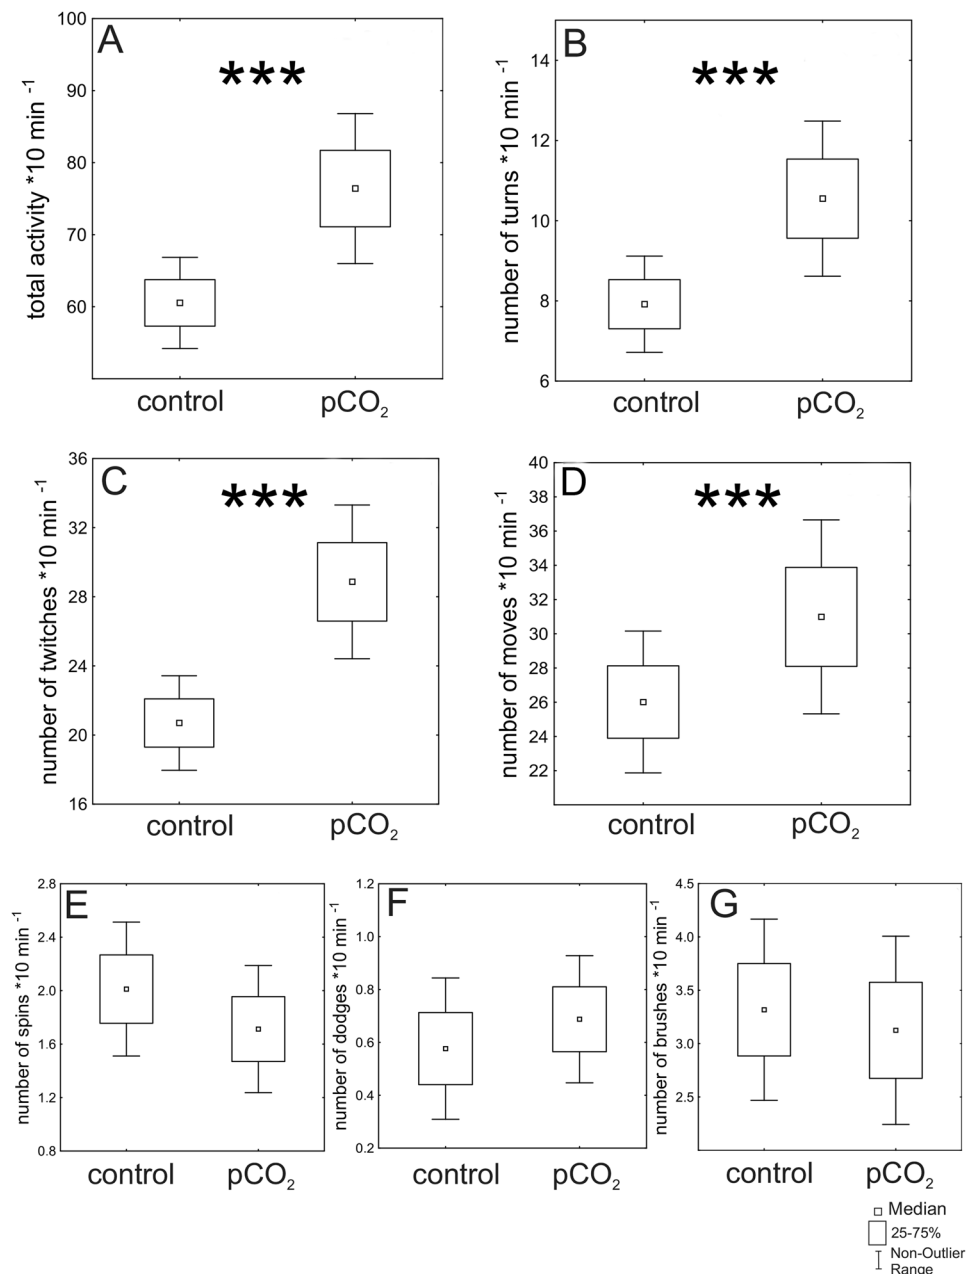 A
***
100
90
80
70
60
total activity *10 min -1
control
pCO2
B
***
14
12
10
8
6
number of turns *10 min -1
control
pCO2
C
***
36
32
28
24
20
16
number of twitches *10 min -1
control
pCO2
D
***
40
38
36
34
32
30
28
26
24
22
number of moves *10 min -1
control
pCO2
E
2.8
2.4
2.0
1.6
1.2
0.8
number of spins *10 min -1
control
pCO2
F
1.2
1.0
0.8
0.6
0.4
0.2
number of dodges *10 min -1
control
pCO2
G
4.5
4.0
3.5
3.0
2.5
number of brushes *10 min -1
control
pCO2
Median
25-75%
Non-Outlier
Range